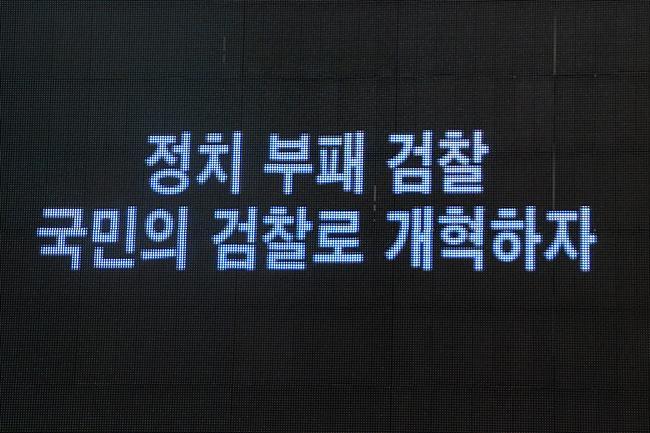 정치 부패 검찰
국민의 검찰로 개혁하자